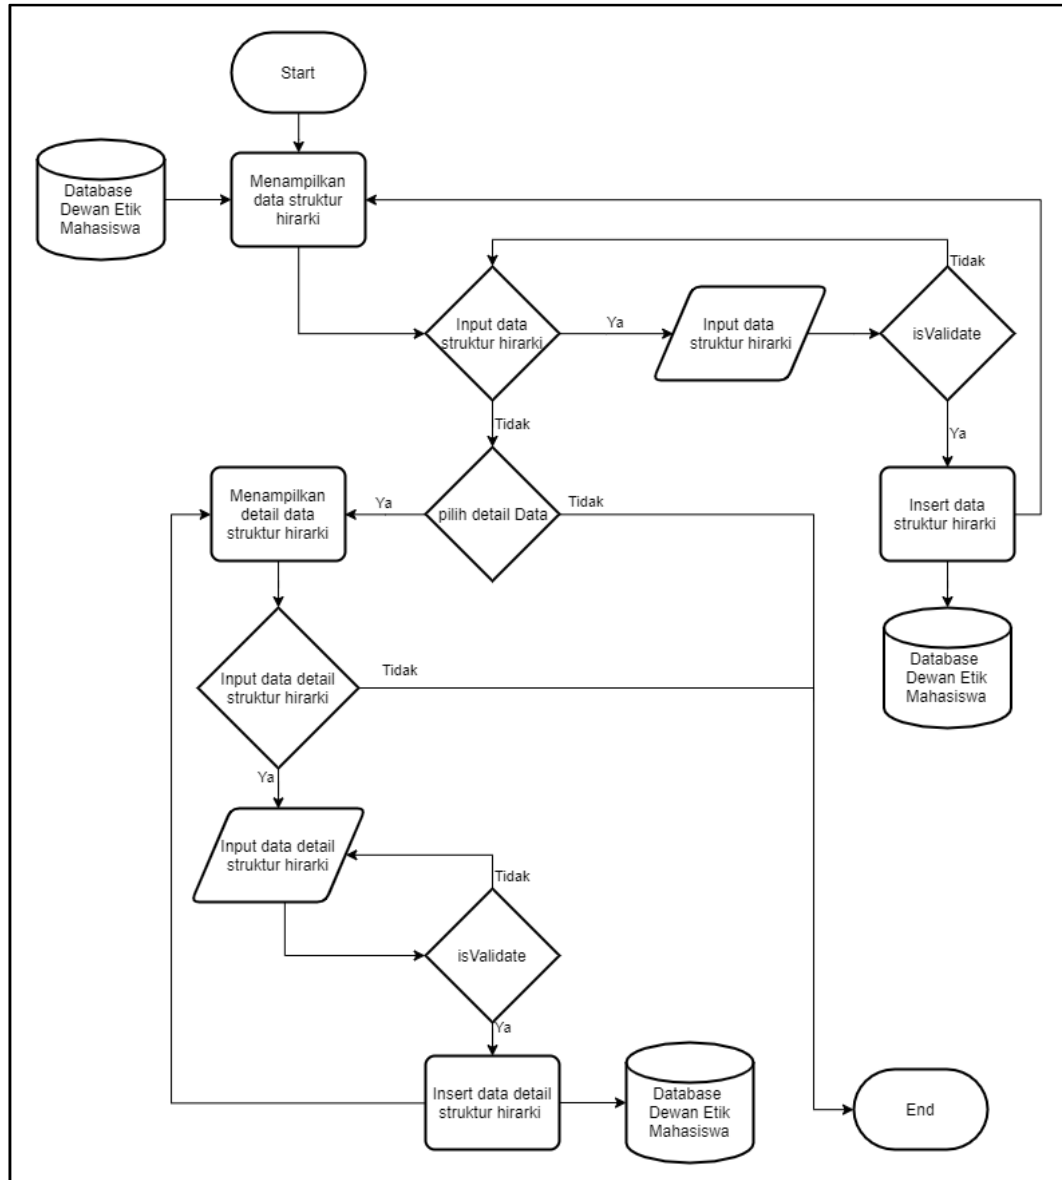 Start
Database
Dewan Etik
Mahasiswa
Menampilkan
data struktur
hirarki
Tidak
Input data
struktur hirarki
Ya
Input data
struktur hirarki
isValidate
Tidak
Ya
Menampilkan
detail data
struktur hirarki
Ya
pilih detail Data
Tidak
Insert data
struktur hirarki
Database
Dewan Etik
Mahasiswa
Input data detail
struktur hirarki
Tidak
Ya
Input data detail
struktur hirarki
Tidak
isValidate
Ya
Insert data detail
struktur hirarki
Database
Dewan Etik
Mahasiswa
End